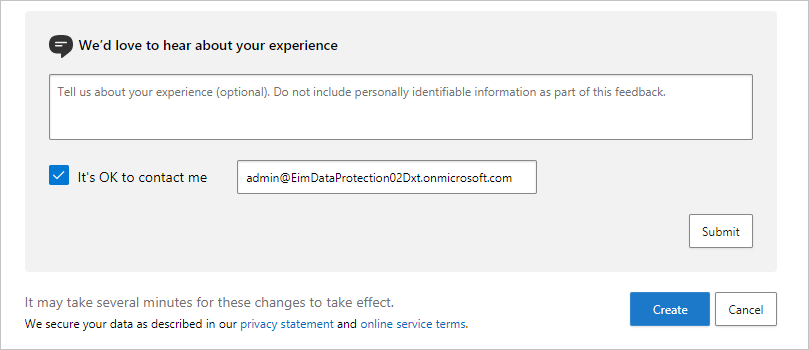 We'd love to hear about your experience
Tell us about your experience (optional). Do not include personally identifiable information as part of this feedback.
It's OK to contact me
admin@EimDataProtection02Dxt.onmicrosoft.com
Submit
It may take several minutes for these changes to take effect.
We secure your data as described in our privacy statement and online service terms.
Create
Cancel